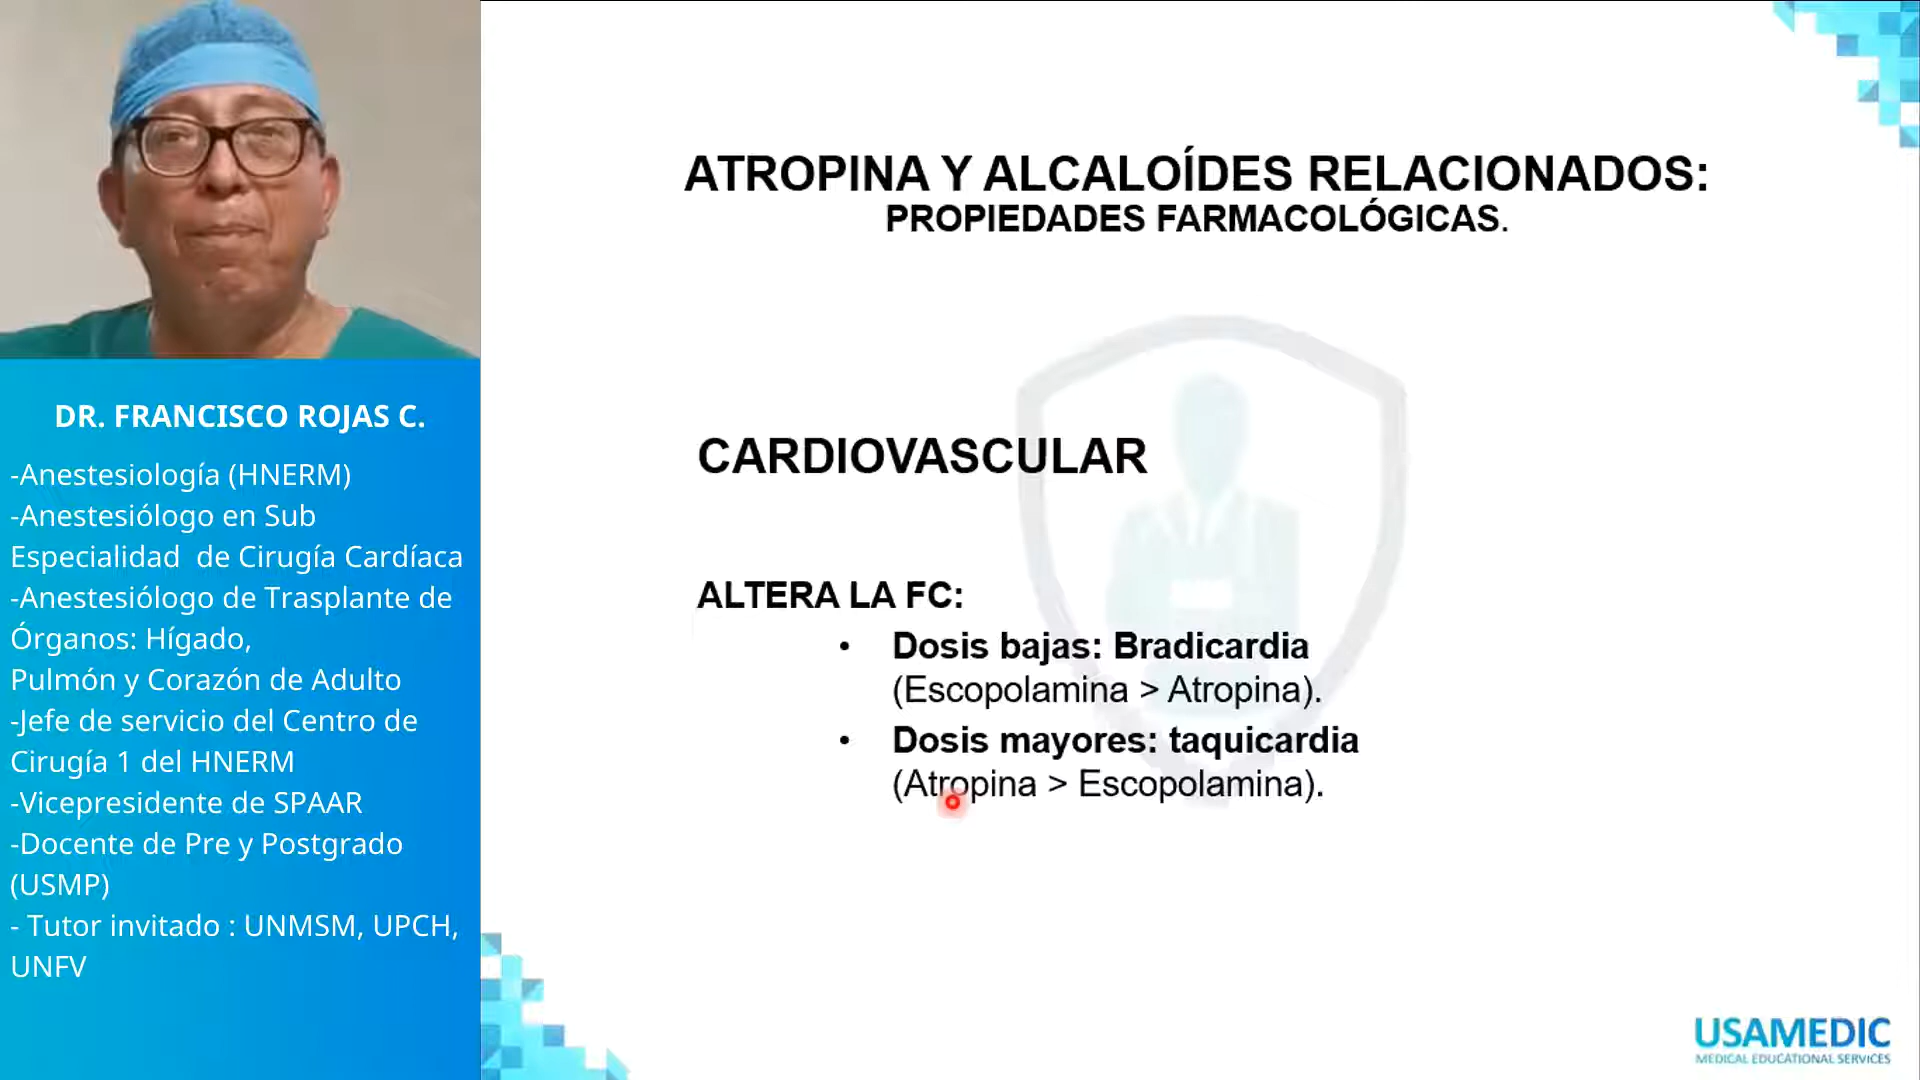 DR. FRANCISCO ROJAS C.
-Anestesiología (HNERM)
-Anestesiólogo en Sub
Especialidad  de Cirugía Cardíaca
-Anestesiólogo de Trasplante de
Órganos: Hígado,
Pulmón y Corazón de Adulto
-Jefe de servicio del Centro de
Cirugía 1 del HNERM
-Vicepresidente de SPAAR
-Docente de Pre y Postgrado
(USMP)
- Tutor invitado : UNMSM, UPCH,
UNFV
ATROPINA Y ALCALOÍDES RELACIONADOS:
PROPIEDADES FARMACOLÓGICAS.
CARDIOVASCULAR
ALTERA LA FC:
• Dosis bajas: Bradicardia
(Escopolamina > Atropina).
• Dosis mayores: taquicardia
(Atropina > Escopolamina).
USAMEDIC
MEDICAL EDUCATIONAL SERVICES